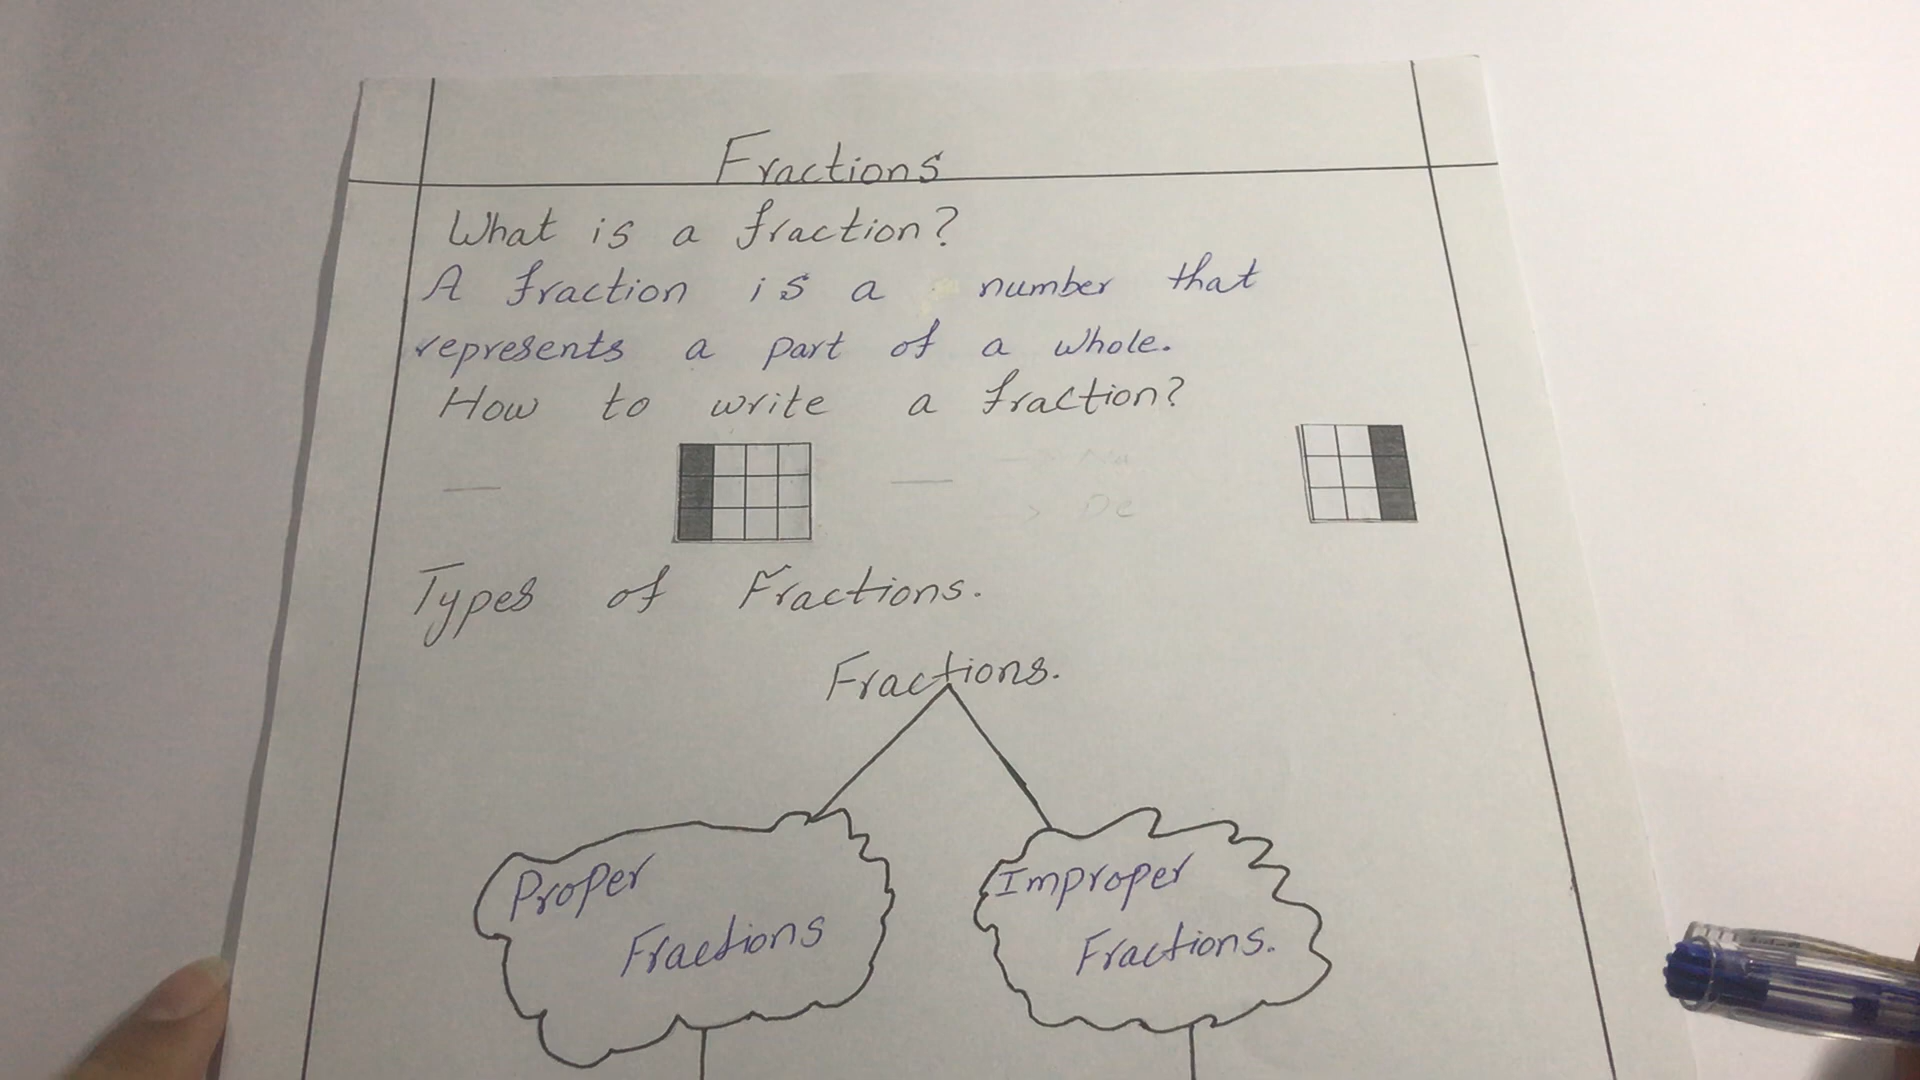 Fractions
What is a fraction?
A fraction is a number that
represents a part of a whole.
How to write a fraction?
Types of Fractions.
Fractions.
Proper
Fractions
Improper
Fractions.